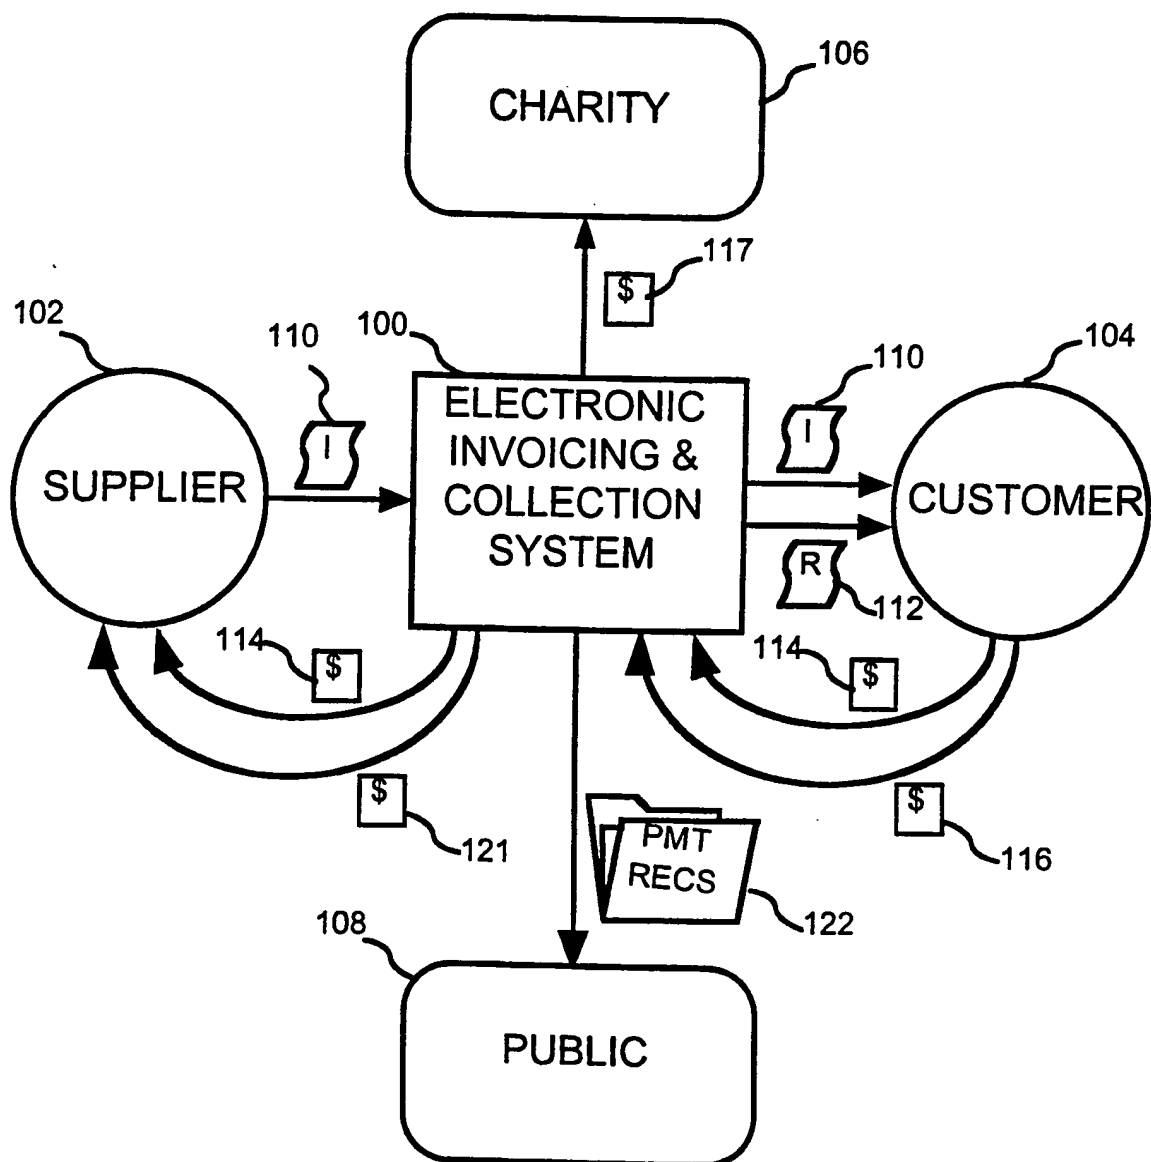 CHARITY
106
$
117
102
110
100
110
104
I
ELECTRONIC
INVOICING &
COLLECTION
SYSTEM
I
SUPPLIER
CUSTOMER
R
112
114
$
114
$
$
121
$
116
PMT
RECS
122
108
PUBLIC